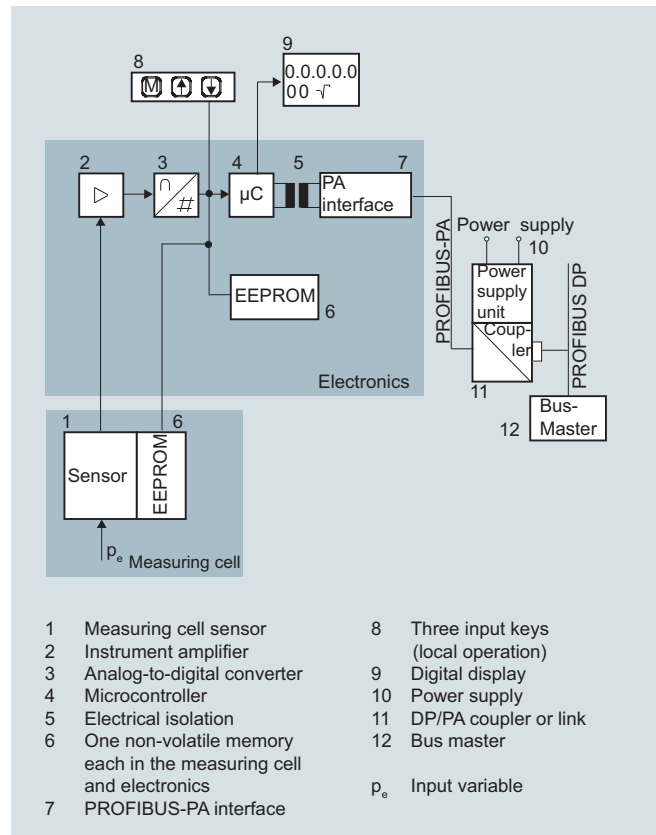 8
9
M
0.0.0.0.0
00 √
2
3
4
5
7
∩
#
µC
PA
interface
EEPROM
6
PROFIBUS-PA
Power supply
10
Power
supply
unit
Coup-
ler
11
PROFIBUS DP
12
Bus-
Master
Electronics
1
6
Sensor
EEPROM
pe
Measuring cell
1 Measuring cell sensor
2 Instrument amplifier
3 Analog-to-digital converter
4 Microcontroller
5 Electrical isolation
6 One non-volatile memory
each in the measuring cell
and electronics
7 PROFIBUS-PA interface
8 Three input keys
(local operation)
9 Digital display
10 Power supply
11 DP/PA coupler or link
12 Bus master
pe Input variable